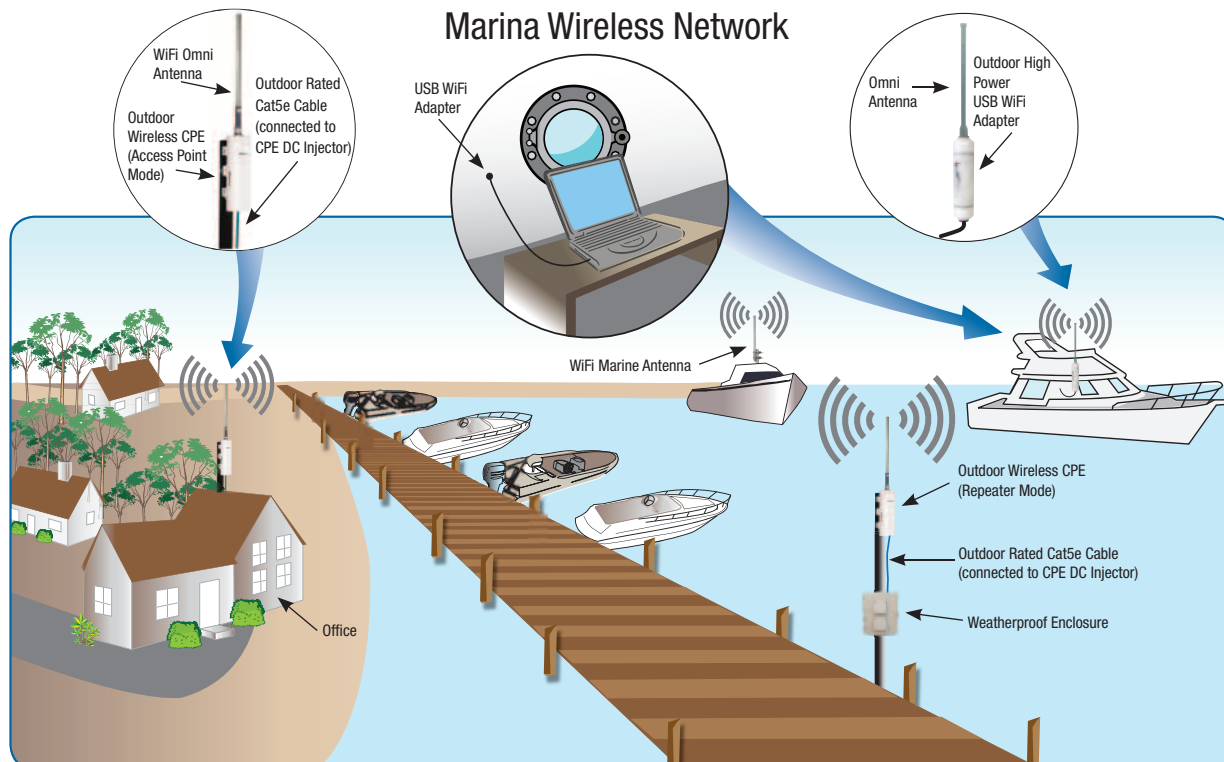 Marina Wireless Network
WiFi Omni
Antenna
Outdoor Rated
Cat5e Cable
(connected to
CPE DC Injector)
Outdoor
Wireless CPE
(Access Point
Mode)
USB WiFi
Adapter
Omni
Antenna
Outdoor High
Power
USB WiFi
Adapter
WiFi Marine Antenna
Outdoor Wireless CPE
(Repeater Mode)
Outdoor Rated Cat5e Cable
(connected to CPE DC Injector)
Weatherproof Enclosure
Office